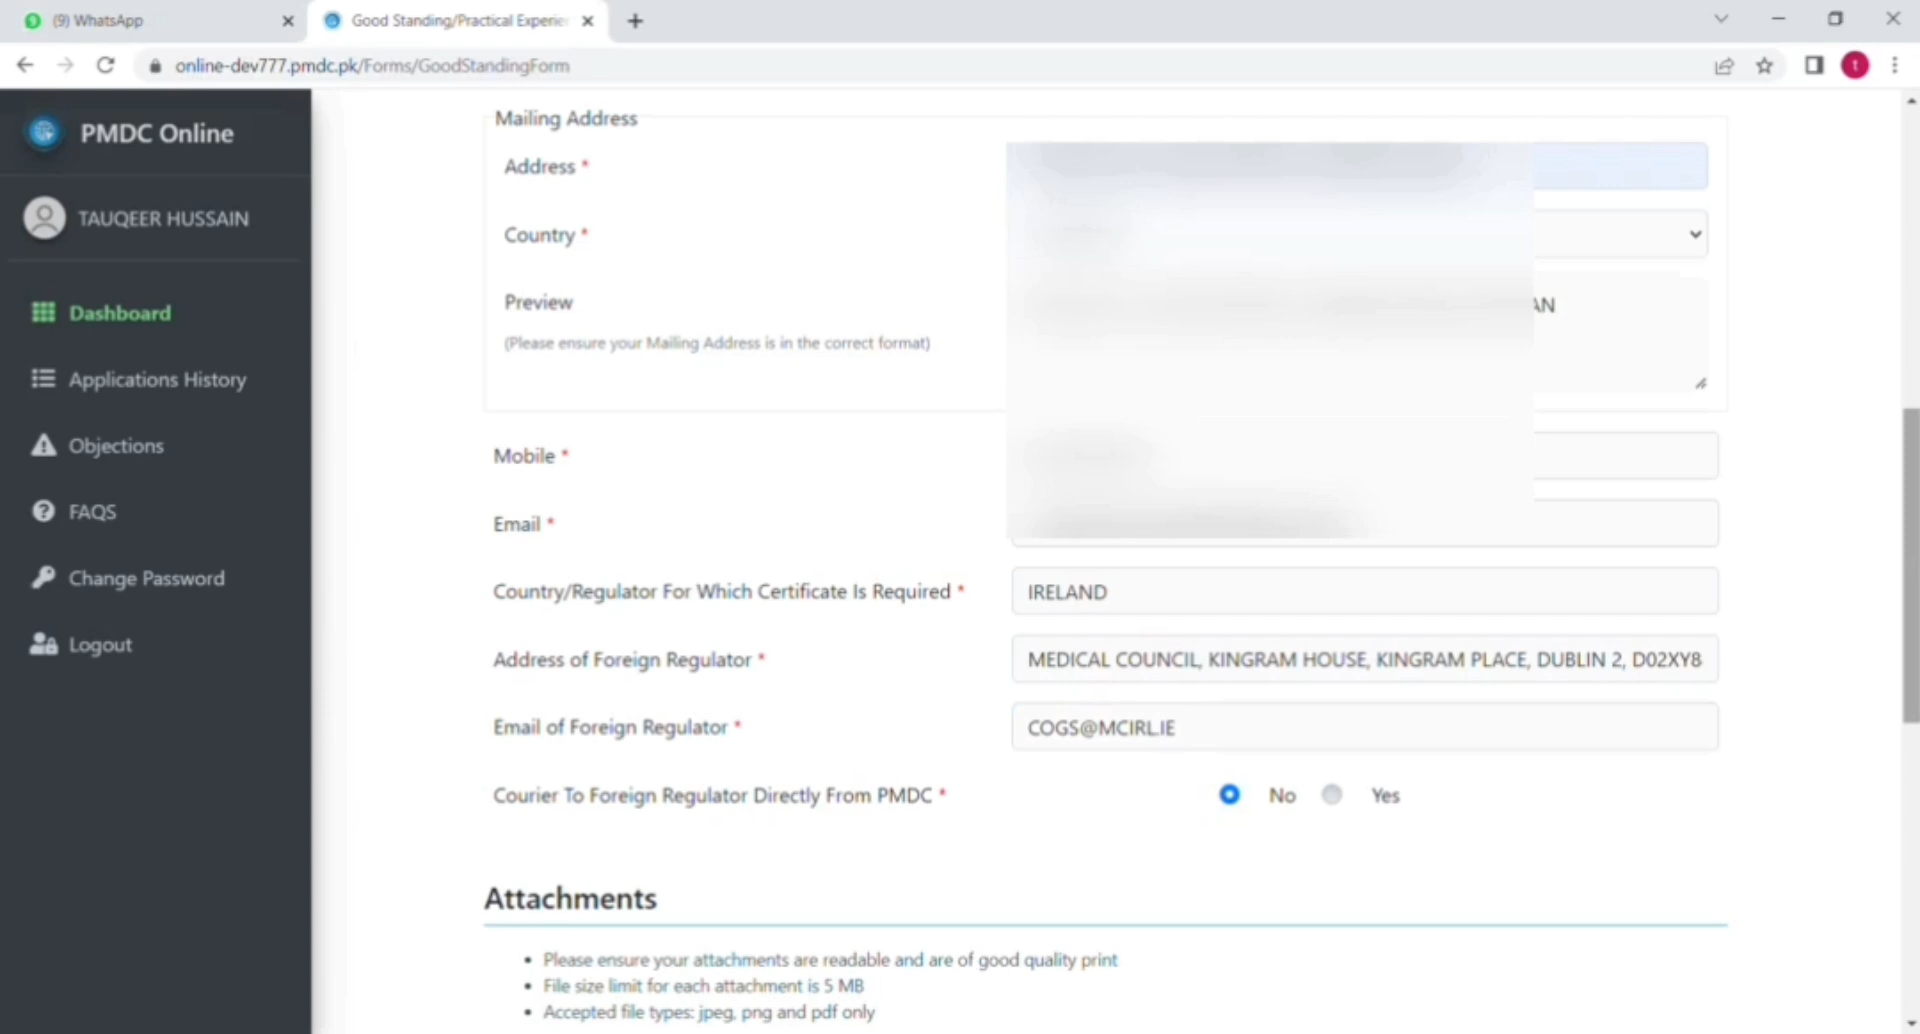 (9) WhatsApp
Good Standing/Practical Experie
online-dev777.pmdc.pk/Forms/GoodStandingForm
t
PMDC Online
TAUQEER HUSSAIN
Dashboard
Applications History
Objections
FAQS
Change Password
Logout
Mailing Address
Address *
Country *
Preview
AN
(Please ensure your Mailing Address is in the correct format)
Mobile *
Email *
Country/Regulator For Which Certificate Is Required * IRELAND
Address of Foreign Regulator * MEDICAL COUNCIL, KINGRAM HOUSE, KINGRAM PLACE, DUBLIN 2, D02XY8
Email of Foreign Regulator * COGS@MCIRL.IE
Courier To Foreign Regulator Directly From PMDC * No Yes
Attachments
• Please ensure your attachments are readable and are of good quality print
• File size limit for each attachment is 5 MB
• Accepted file types: jpeg, png and pdf only